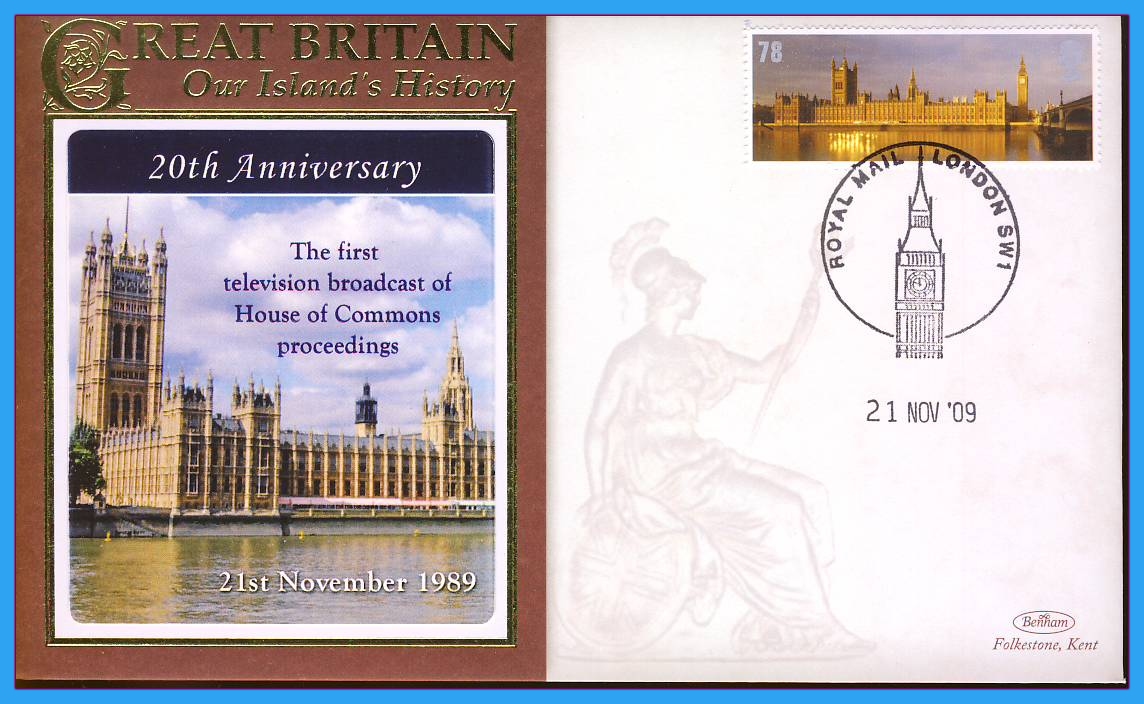 GREAT BRITAIN
Our Island's History
20th Anniversary
The first
television broadcast of
House of Commons
proceedings
21st November 1989
78
ROYAL MAIL LONDON SW1
21 NOV '09
Benham
Folkestone, Kent